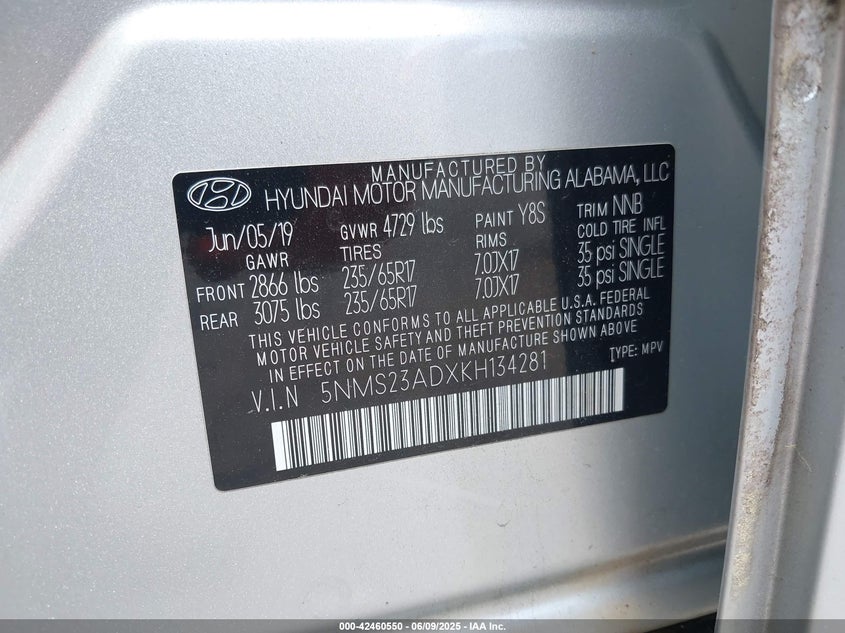 MANUFACTURED BY
HYUNDAI MOTOR MANUFACTURING ALABAMA, LLC
Jun/05/19 GVWR 4729 lbs PAINT Y8S TRIM NNB
GAWR TIRES RIMS COLD TIRE INFL
FRONT 2866 lbs 235/65R17 7.0JX17 35 psi SINGLE
REAR 3075 lbs 235/65R17 7.0JX17 35 psi SINGLE
THIS VEHICLE CONFORMS TO ALL APPLICABLE U.S.A. FEDERAL
MOTOR VEHICLE SAFETY AND THEFT PREVENTION STANDARDS
IN EFFECT ON THE DATE OF MANUFACTURE SHOWN ABOVE
TYPE: MPV
V.I.N 5NMS23ADXKH134281
000-42460550 | 06/09/2025 - IAA Inc.